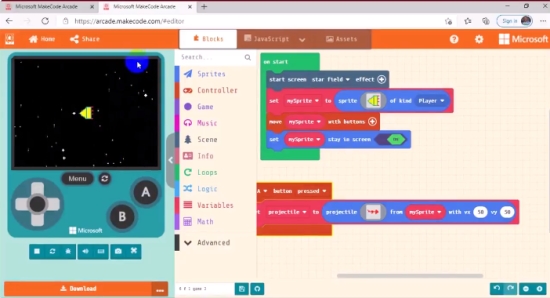 Microsoft MakeCode Arcade
Microsoft MakeCode Arcade
https://arcade.makecode.com/#editor
Sign in
Home
Share
Blocks
JavaScript
Assets
Microsoft
Search...
Sprites
Controller
Game
Music
Scene
Info
Loops
Logic
Variables
Math
Advanced
on start
start screen star field effect
set mySprite to sprite of kind Player
move mySprite with buttons
set mySprite stay in screen
A button pressed
projectile to projectile from mySprite with vx 50 vy 50
Menu
A
B
Microsoft
Download